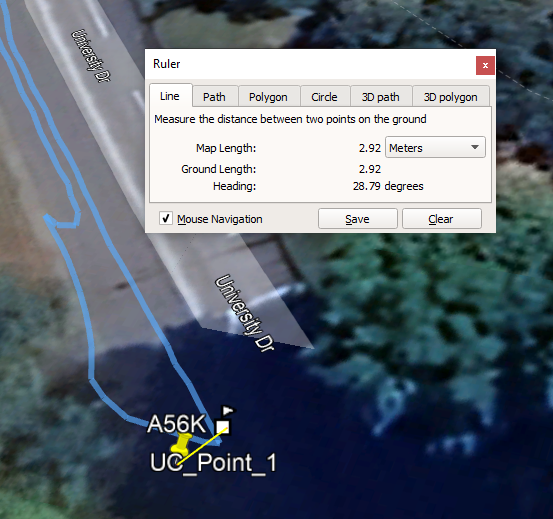 University Dr
Ruler
x
Line Path Polygon Circle 3D path 3D polygon
Measure the distance between two points on the ground
Map Length: 2.92 Meters
Ground Length: 2.92
Heading: 28.79 degrees
Mouse Navigation Save Clear
University Dr
A56K
UC_Point_1